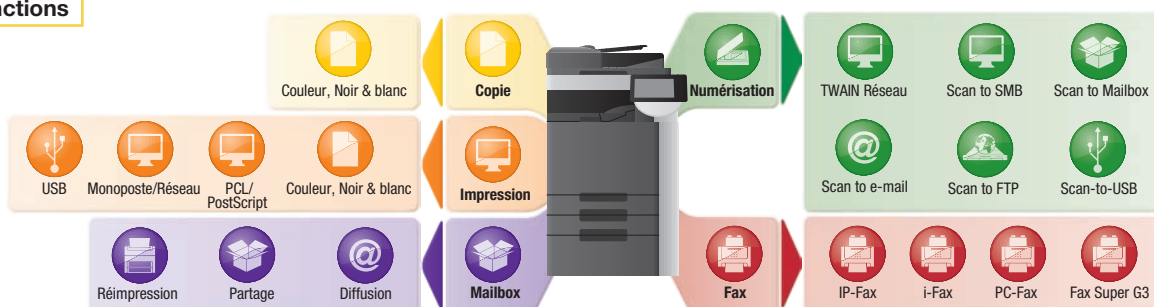 Couleur, Noir & blanc
Copie
Numérisation
TWAIN Réseau
Scan to SMB
Scan to Mailbox
USB
Monoposte/Réseau
PCL/
PostScript
Couleur, Noir & blanc
Impression
Scan to e-mail
Scan to FTP
Scan-to-USB
Réimpression
Partage
Diffusion
Mailbox
Fax
IP-Fax
i-Fax
PC-Fax
Fax Super G3